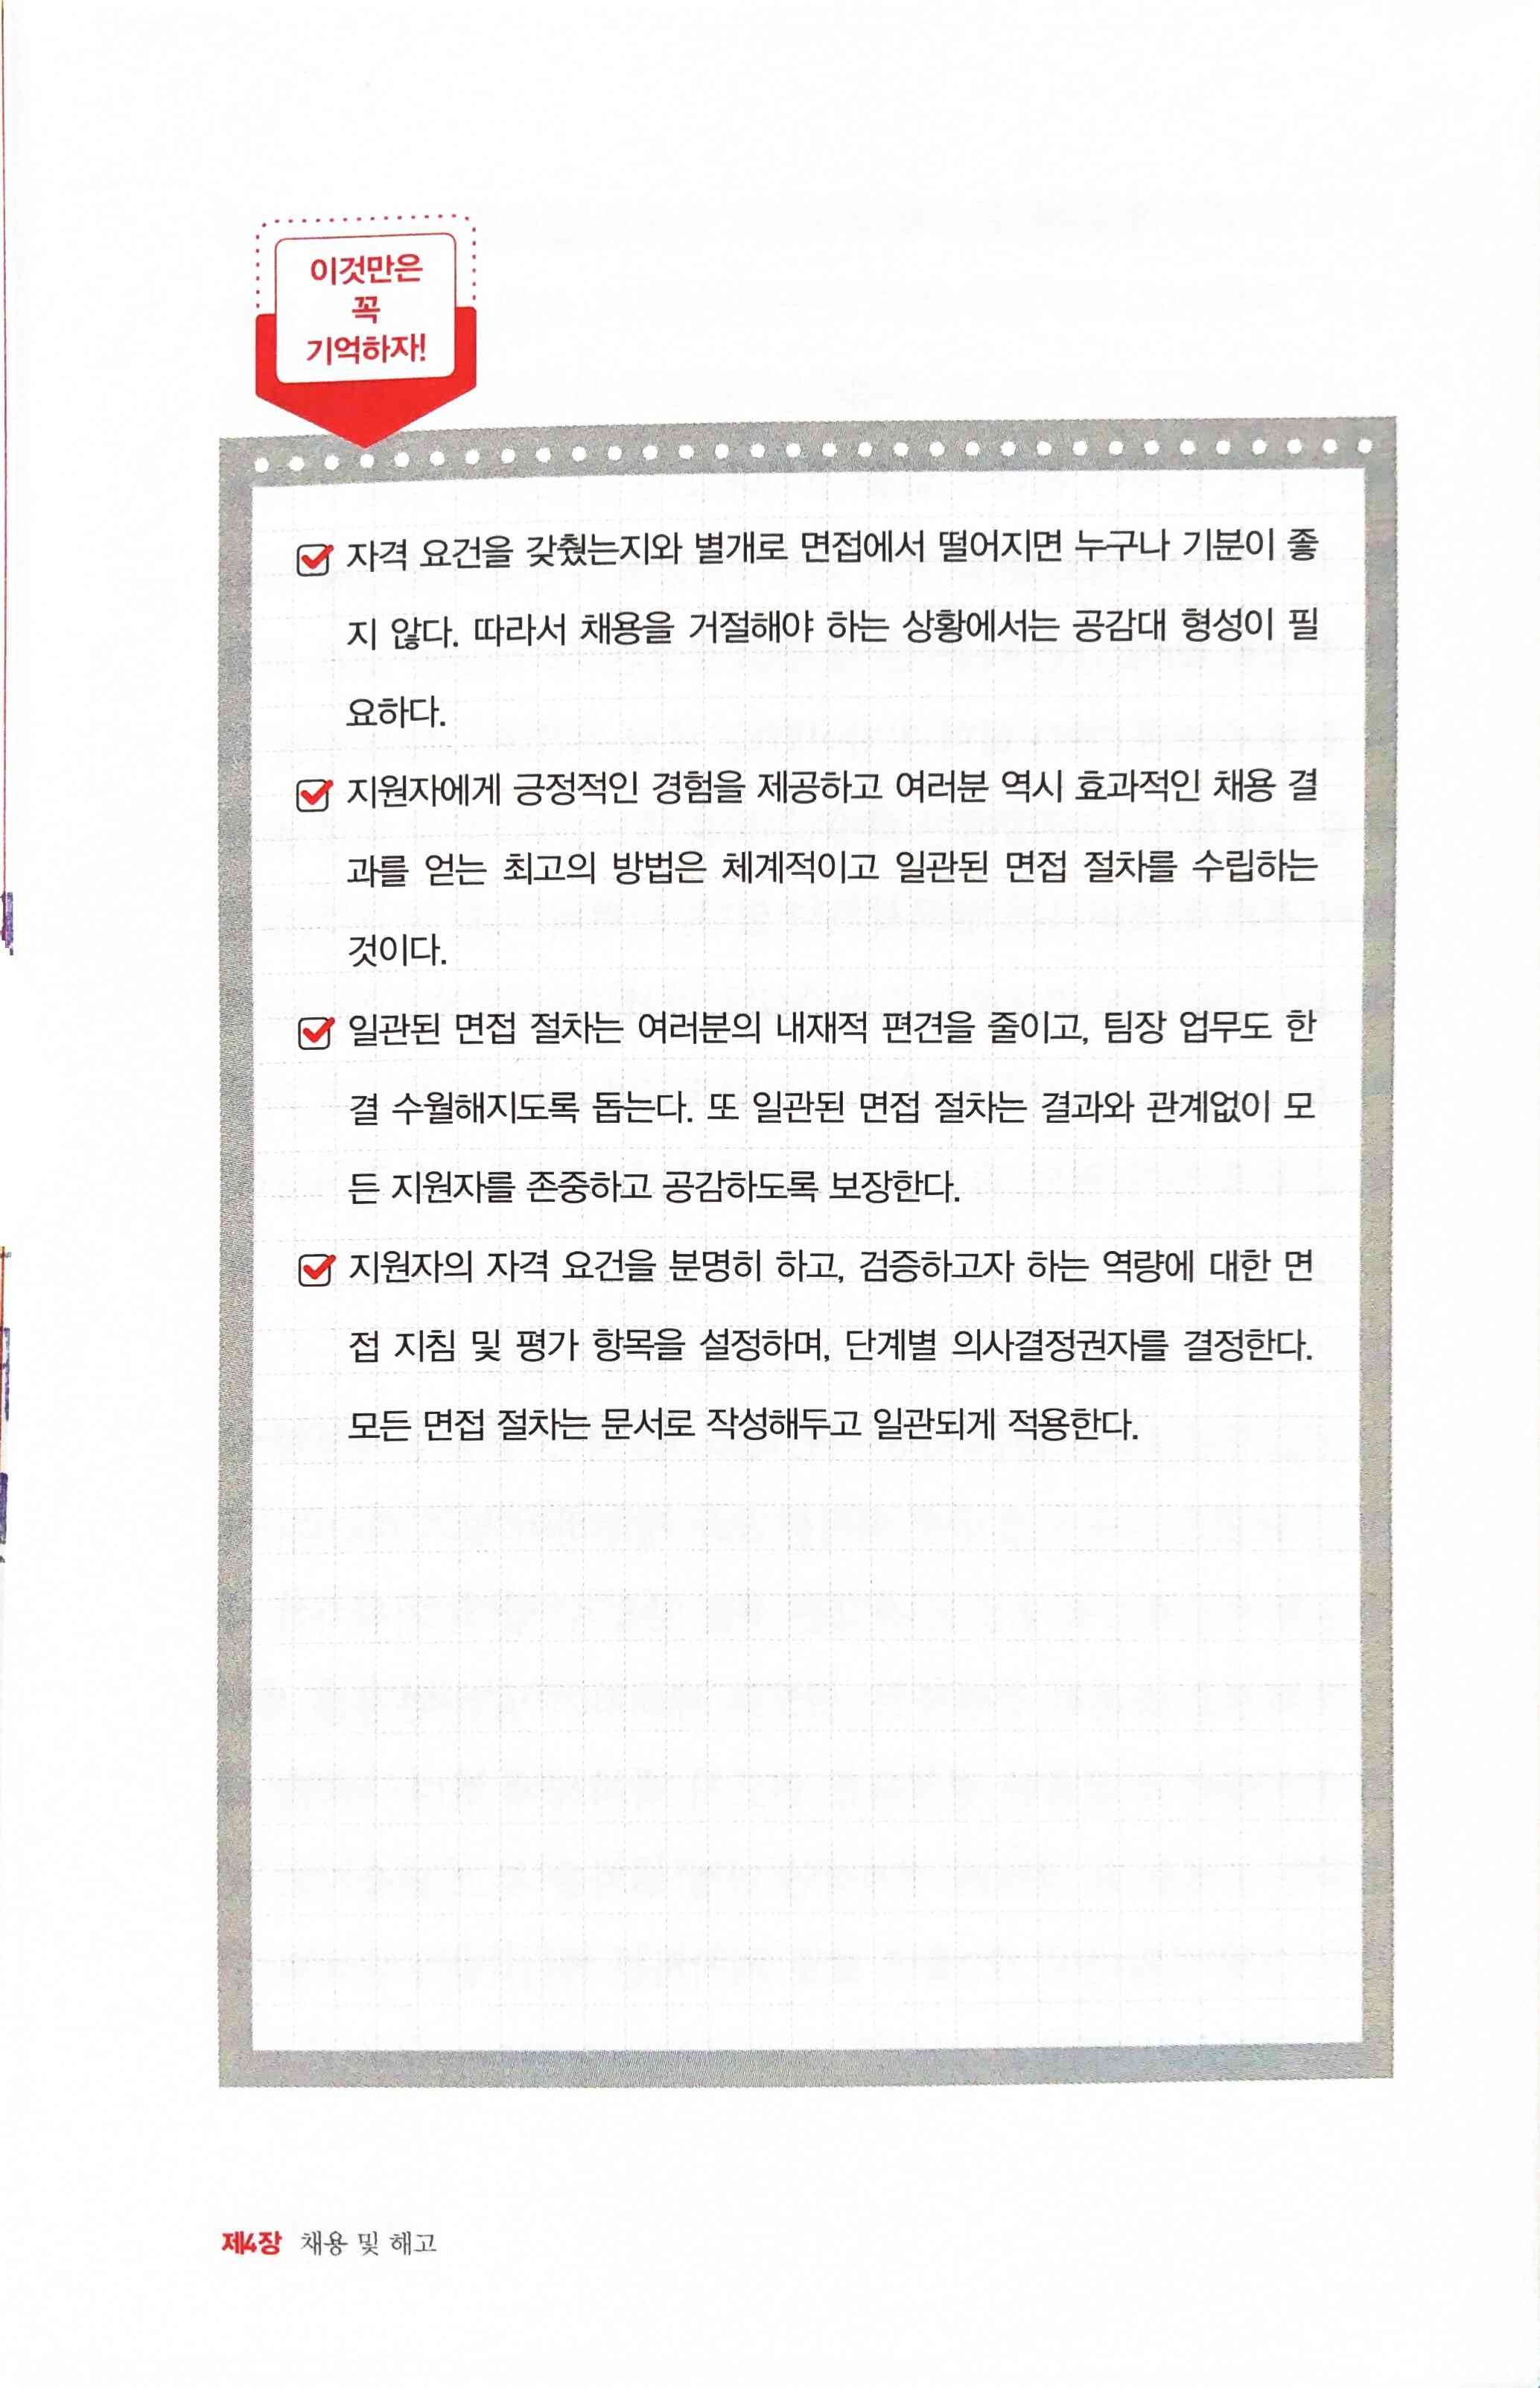 이것만은
꼭
기억하자!
자격 요건을 갖췄는지와 별개로 면접에서 떨어지면 누구나 기분이 좋
지 않다. 따라서 채용을 거절해야 하는 상황에서는 공감대 형성이 필
요하다.
지원자에게 긍정적인 경험을 제공하고 여러분 역시 효과적인 채용 결
과를 얻는 최고의 방법은 체계적이고 일관된 면접 절차를 수립하는
것이다.
일관된 면접 절차는 여러분의 내재적 편견을 줄이고, 팀장 업무도 한
결 수월해지도록 돕는다. 또 일관된 면접 절차는 결과와 관계없이 모
든 지원자를 존중하고 공감하도록 보장한다.
지원자의 자격 요건을 분명히 하고, 검증하고자 하는 역량에 대한 면
접 지침 및 평가 항목을 설정하며, 단계별 의사결정권자를 결정한다.
모든 면접 절차는 문서로 작성해두고 일관되게 적용한다.
제4장 채용 및 해고